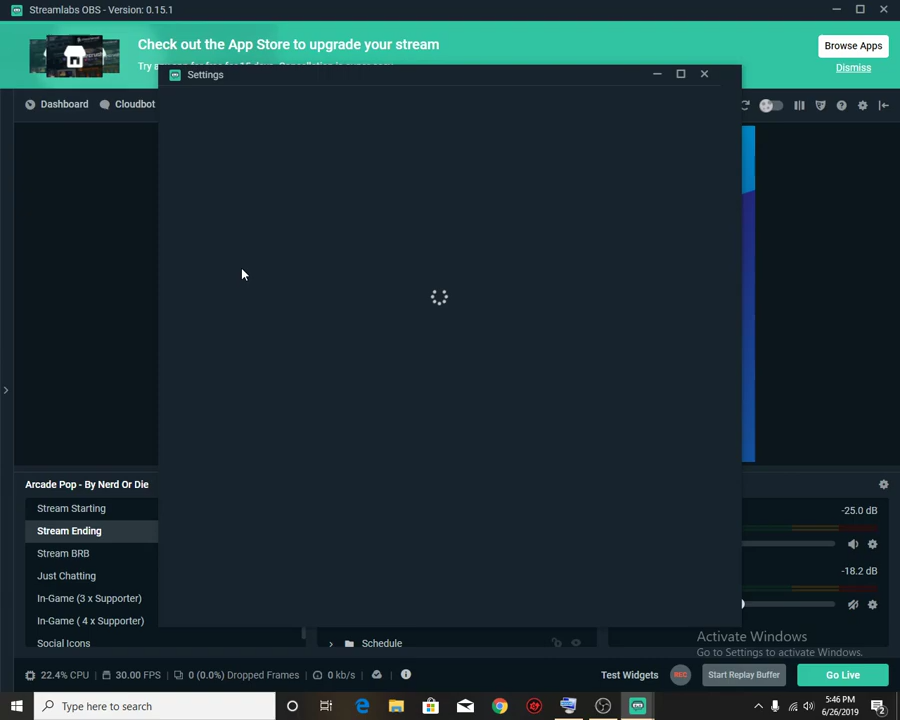 Streamlabs OBS - Version: 0.15.1
Check out the App Store to upgrade your stream
Browse Apps
Dismiss
Settings
Dashboard
Cloudbot
Arcade Pop - By Nerd Or Die
Stream Starting
Stream Ending
Stream BRB
Just Chatting
In-Game (3 x Supporter)
In-Game ( 4 x Supporter)
Social Icons
Schedule
-25.0 dB
-18.2 dB
Activate Windows
Go to Settings to activate Windows.
22.4% CPU
30.00 FPS
0 (0.0%) Dropped Frames
0 kb/s
Test Widgets
REC
Start Replay Buffer
Go Live
Type here to search
5:46 PM
6/26/2019
2